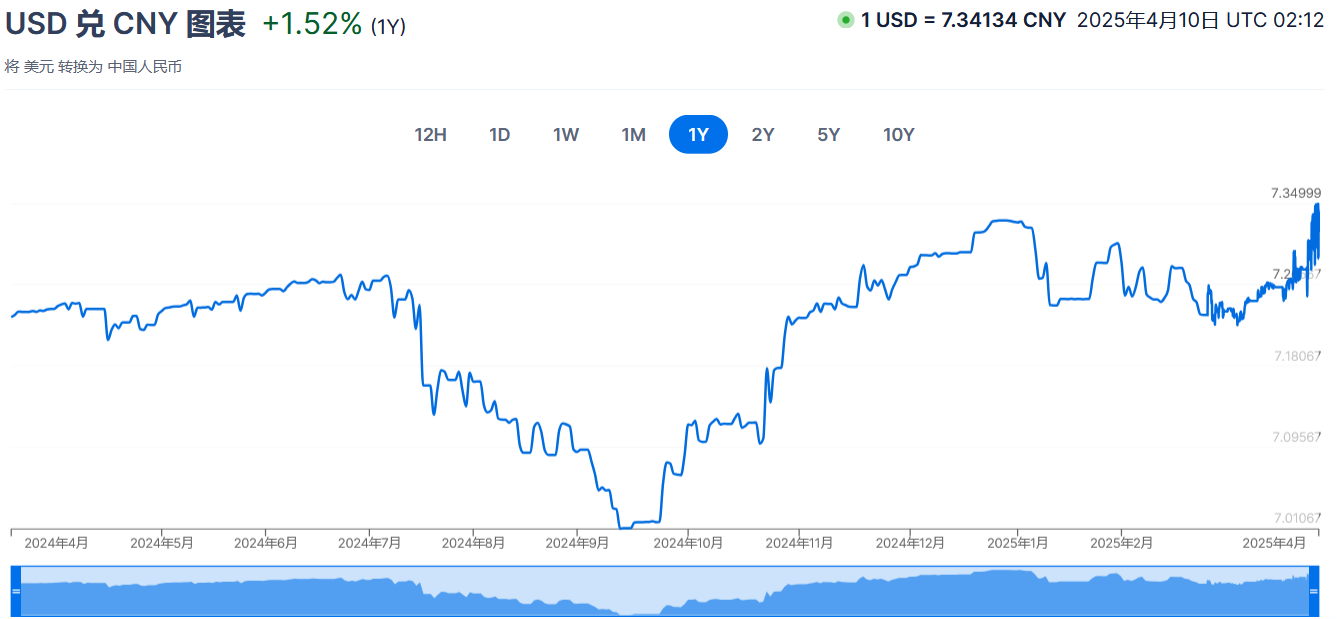 USD 兑 CNY 图表 +1.52% (1Y)
1 USD = 7.34134 CNY 2025年4月10日 UTC 02:12
将 美元 转换为 中国人民币
12H 1D 1W 1M 1Y 2Y 5Y 10Y
7.34999
7.18067
7.09567
7.01067
2024年4月 2024年5月 2024年6月 2024年7月 2024年8月 2024年9月 2024年10月 2024年11月 2024年12月 2025年1月 2025年2月 2025年4月